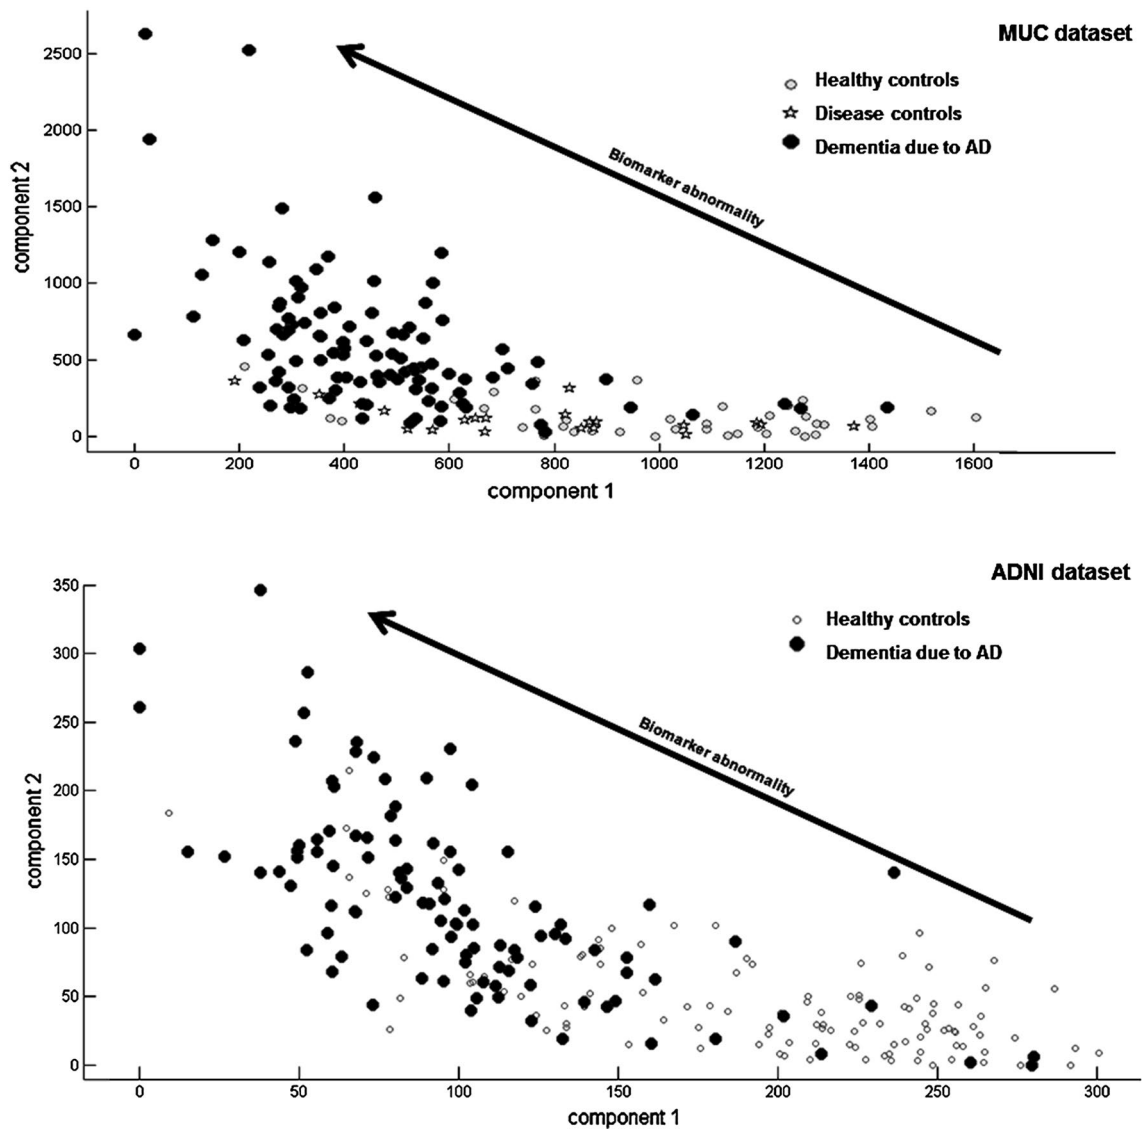 MUC dataset
Healthy controls
Disease controls
Dementia due to AD
Biomarker abnormality
component 2
2500
2000
1500
1000
500
0
0 200 400 600 800 1000 1200 1400 1600
component 1
ADNI dataset
Healthy controls
Dementia due to AD
Biomarker abnormality
component 2
350
300
250
200
150
100
50
0
0 50 100 150 200 250 300
component 1